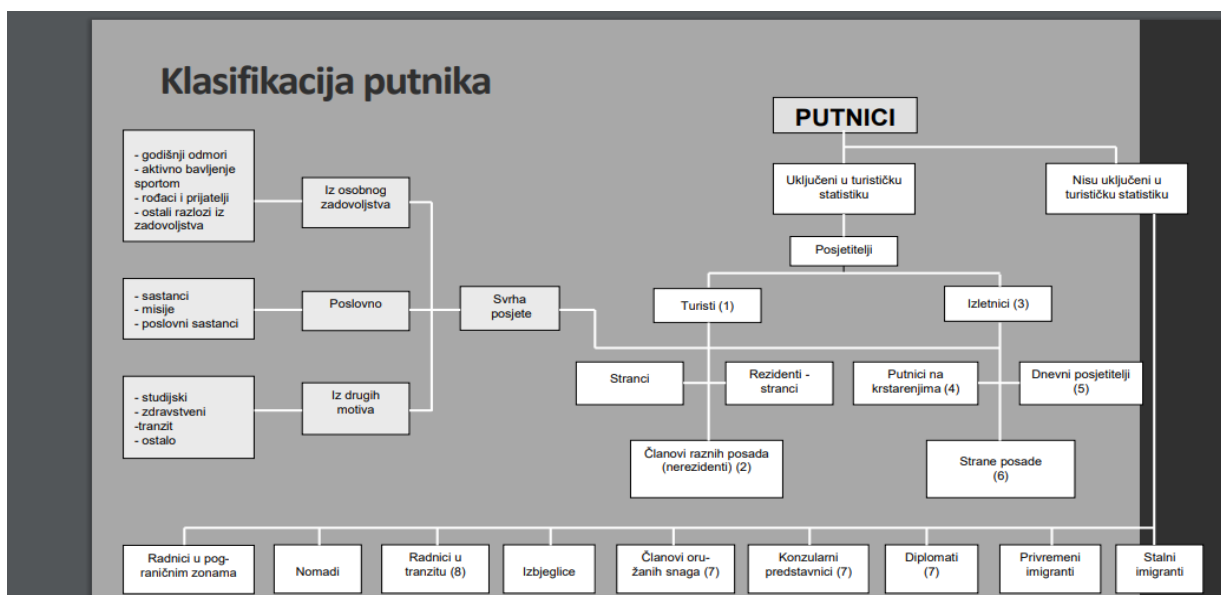 Klasifikacija putnika
PUTNICI
- godišnji odmori
- aktivno bavljenje
sportom
- rođaci i prijatelji
- ostali razlozi iz
zadovoljstva
Iz osobnog
zadovoljstva
Uključeni u turističku
statistiku
Nisu uključeni u
turističku statistiku
Posjetitelji
- sastanci
- misije
- poslovni sastanci
Poslovno
Svrha
posjete
Turisti (1)
Izletnici (3)
Stranci
Rezidenti -
stranci
Putnici na
krstarenjima (4)
Dnevni posjetitelji
(5)
- studijski
- zdravstveni
-tranzit
- ostalo
Iz drugih
motiva
Članovi raznih posada
(nerezidenti) (2)
Strane posade
(6)
Radnici u pog-
raničnim zonama
Nomadi
Radnici u
tranzitu (8)
Izbjeglice
Članovi oru-
žanih snaga (7)
Konzularni
predstavnici (7)
Diplomati
(7)
Privremeni
imigranti
Stalni
imigranti